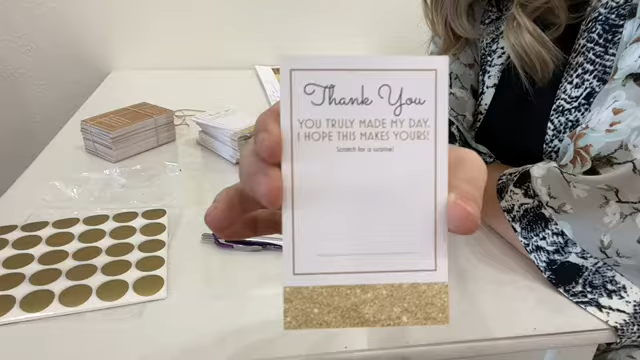 Thank You
YOU TRULY MADE MY DAY.
I HOPE THIS MAKES YOURS!
Scratch for a surprise!